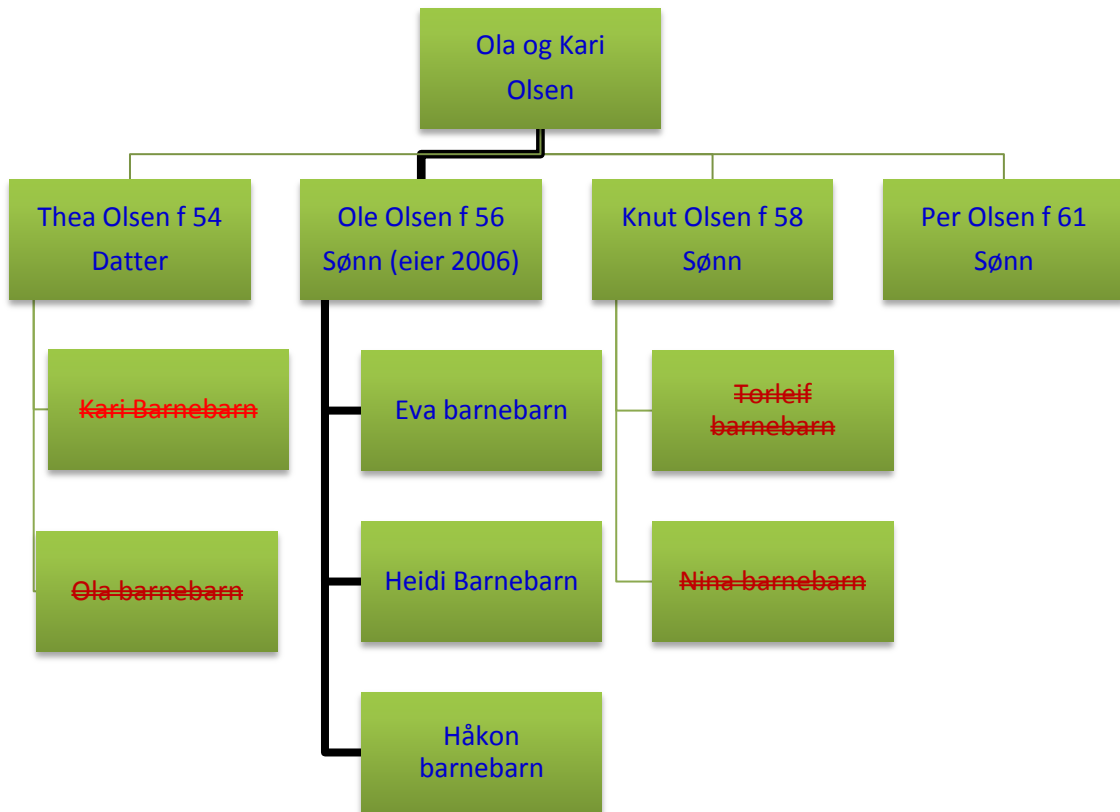 Ola og Kari
Olsen
Thea Olsen f 54
Datter
Ole Olsen f 56
Sønn (eier 2006)
Knut Olsen f 58
Sønn
Per Olsen f 61
Sønn
Kari Barnebarn
Eva barnebarn
Torleif
barnebarn
Ola barnebarn
Heidi Barnebarn
Nina barnebarn
Håkon
barnebarn